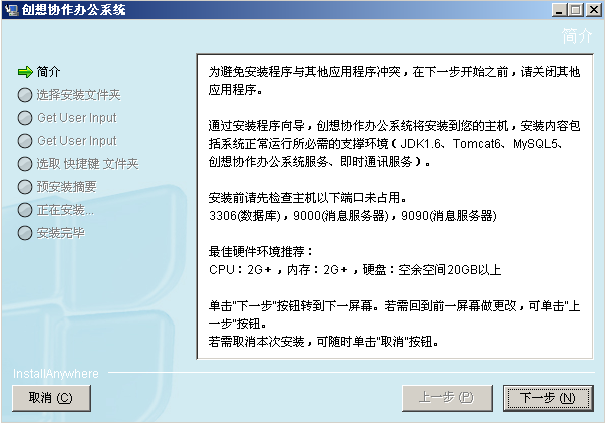 创想协作办公系统
简介
简介
选择安装文件夹
Get User Input
Get User Input
选取 快捷键 文件夹
预安装摘要
正在安装...
安装完毕
为避免安装程序与其他应用程序冲突，在下一步开始之前，请关闭其他
应用程序。
通过安装程序向导，创想协作办公系统将安装到您的主机，安装内容包
括系统正常运行所必需的支撑环境（JDK1.6、Tomcat6、MySQL5、
创想协作办公系统服务、即时通讯服务）。
安装前请先检查主机以下端口未占用。
3306(数据库)，9000(消息服务器)，9090(消息服务器)
最佳硬件环境推荐：
CPU：2G＋，内存：2G＋，硬盘：空余空间20GB以上
单击“下一步”按钮转到下一屏幕。若需回到前一屏幕做更改，可单击“上
一步”按钮。
若需取消本次安装，可随时单击“取消”按钮。
InstallAnywhere
取消 (C)
上一步 (P)
下一步 (N)